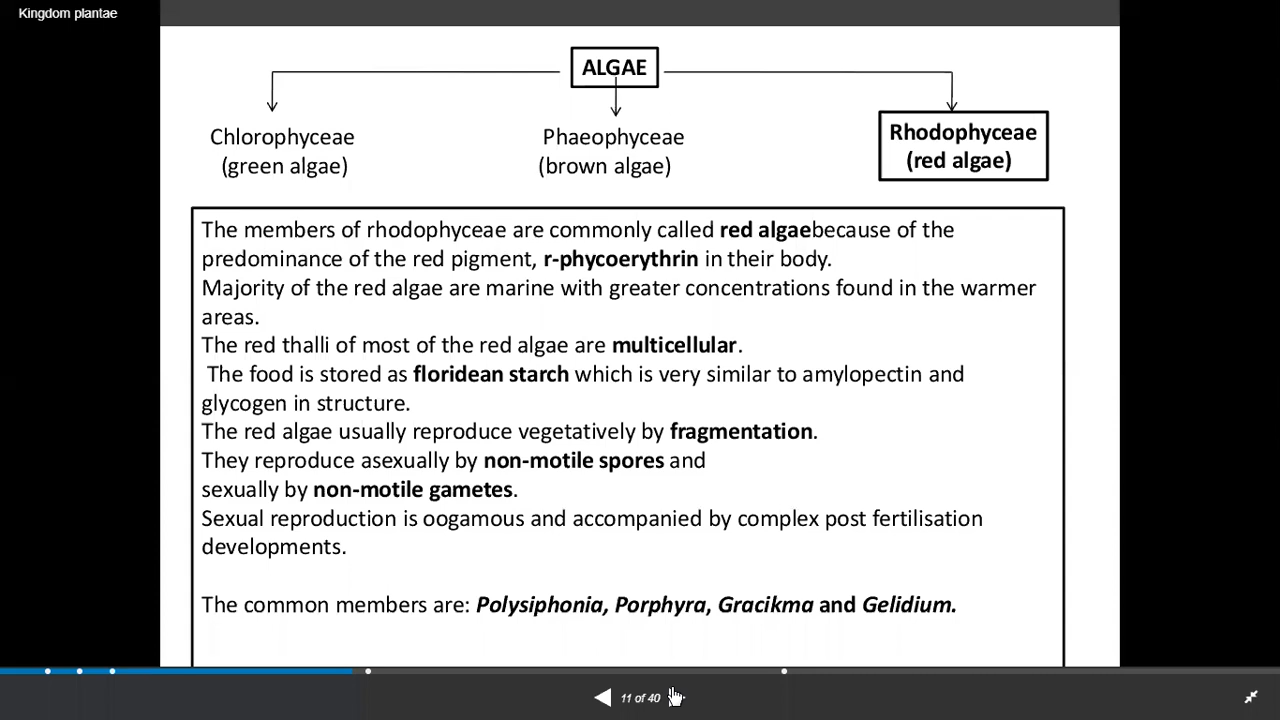 Kingdom plantae
ALGAE
Chlorophyceae
(green algae)
Phaeophyceae
(brown algae)
Rhodophyceae
(red algae)
The members of rhodophyceae are commonly called red algaebecause of the
predominance of the red pigment, r-phycoerythrin in their body.
Majority of the red algae are marine with greater concentrations found in the warmer
areas.
The red thalli of most of the red algae are multicellular.
The food is stored as floridean starch which is very similar to amylopectin and
glycogen in structure.
The red algae usually reproduce vegetatively by fragmentation.
They reproduce asexually by non-motile spores and
sexually by non-motile gametes.
Sexual reproduction is oogamous and accompanied by complex post fertilisation
developments.
The common members are: Polysiphonia, Porphyra, Gracikma and Gelidium.
11 of 40